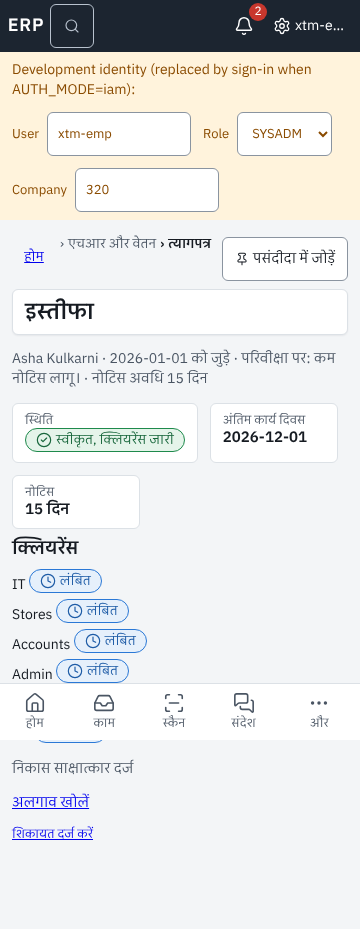 ERP
2
xtm-e...
Development identity (replaced by sign-in when
AUTH_MODE=iam):
User xtm-emp Role SYSADM
Company 320
होम › एचआर और वेतन › त्यागपत्र
पसंदीदा में जोड़ें
इस्तीफा
Asha Kulkarni · 2026-01-01 को जुड़े · परिवीक्षा पर: कम
नोटिस लागू। · नोटिस अवधि 15 दिन
स्थिति
स्वीकृत, क्लियरेंस जारी
अंतिम कार्य दिवस
2026-12-01
नोटिस
15 दिन
क्लियरेंस
IT लंबित
Stores लंबित
Accounts लंबित
Admin लंबित
होम काम स्कैन संदेश और
निकास साक्षात्कार दर्ज
अलगाव खोलें
शिकायत दर्ज करें